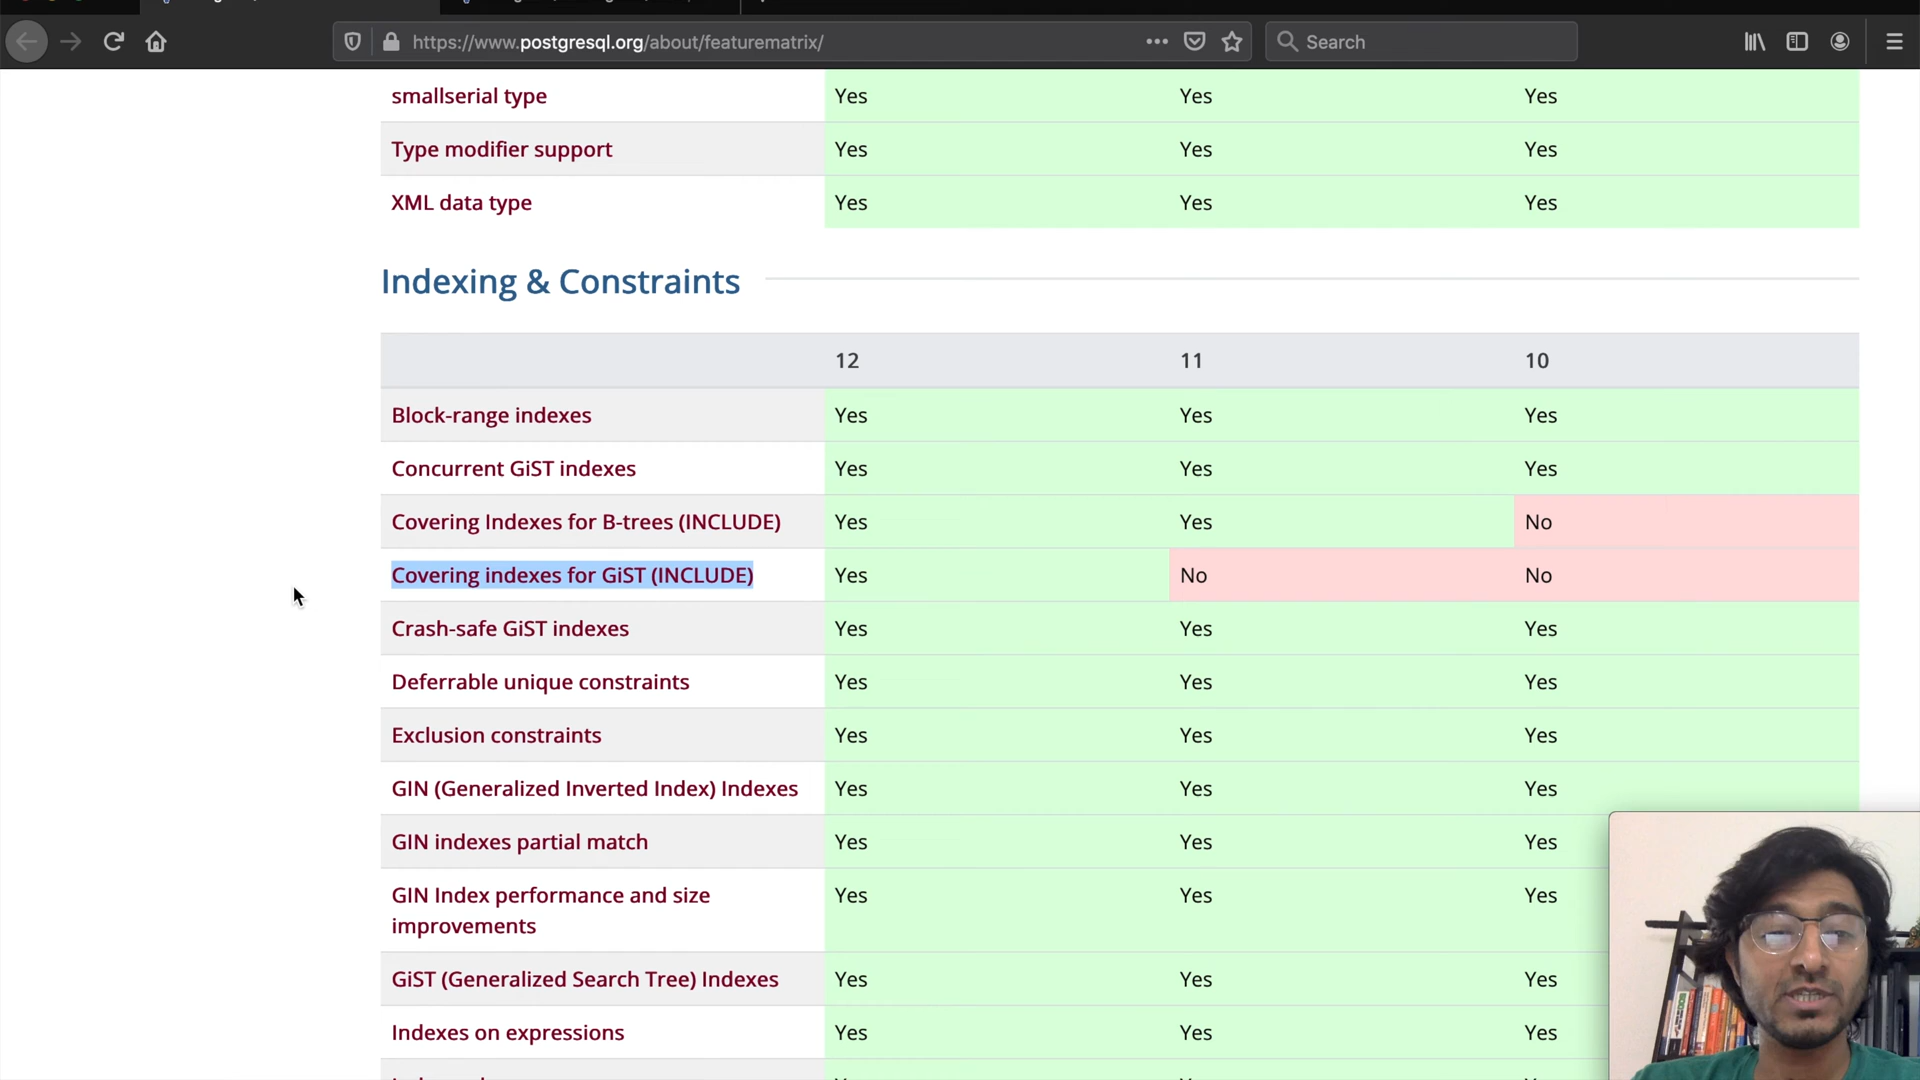 https://www.postgresql.org/about/featurematrix/
Search
smallserial type Yes Yes Yes
Type modifier support Yes Yes Yes
XML data type Yes Yes Yes
Indexing & Constraints
12 11 10
Block-range indexes Yes Yes Yes
Concurrent GiST indexes Yes Yes Yes
Covering Indexes for B-trees (INCLUDE) Yes Yes No
Covering indexes for GiST (INCLUDE) Yes No No
Crash-safe GiST indexes Yes Yes Yes
Deferrable unique constraints Yes Yes Yes
Exclusion constraints Yes Yes Yes
GIN (Generalized Inverted Index) Indexes Yes Yes Yes
GIN indexes partial match Yes Yes Yes
GIN Index performance and size Yes Yes Yes
improvements
GiST (Generalized Search Tree) Indexes Yes Yes Yes
Indexes on expressions Yes Yes Yes